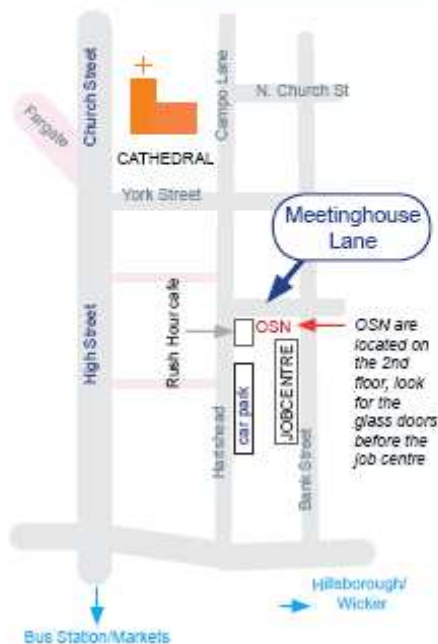 Church Street
Fargate
CATHEDRAL
Campo Lane
N. Church St
York Street
Meetinghouse
Lane
High Street
Rush Hour cafe
OSN
OSN are
located on
the 2nd
floor, look
for the
glass doors
before the
job centre
car park
JOBCENTRE
Hartshead
Bank Street
Hillsborough/
Wicker
Bus Station/Markets